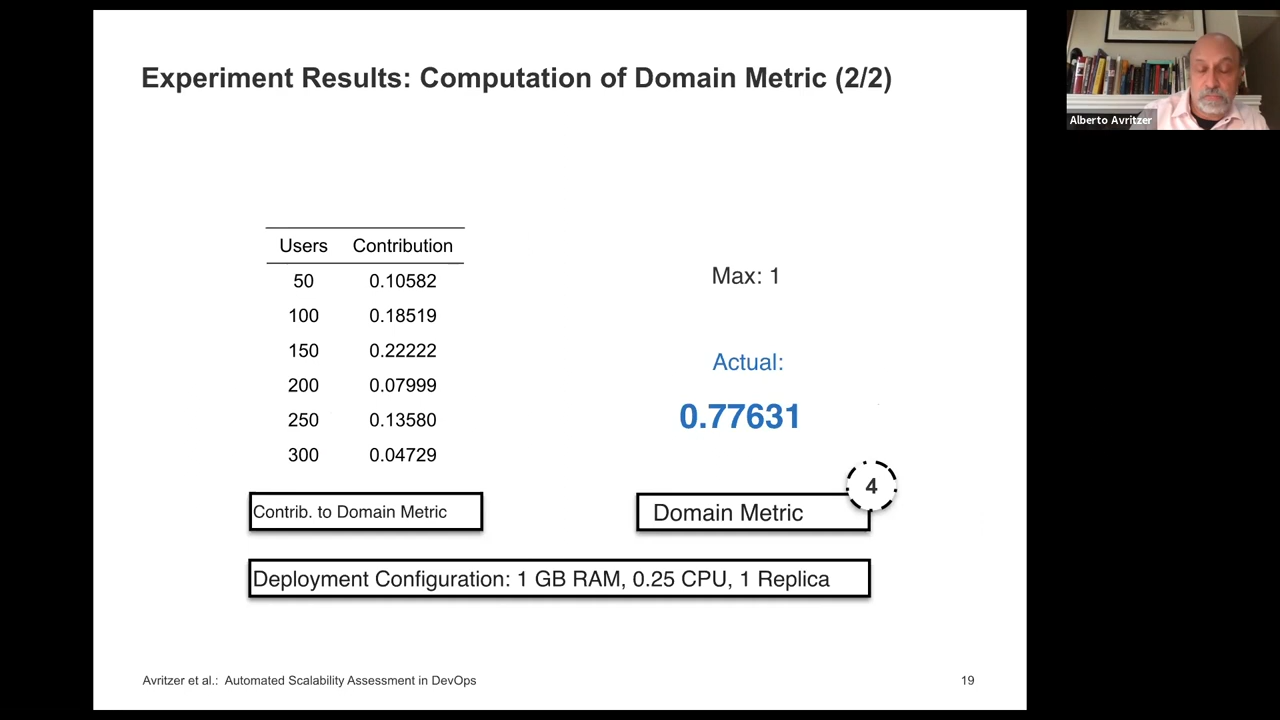 Experiment Results: Computation of Domain Metric (2/2)
Alberto Avritzer
Users Contribution
50 0.10582
100 0.18519
150 0.22222
200 0.07999
250 0.13580
300 0.04729
Contrib. to Domain Metric
Max: 1
Actual:
0.77631
4
Domain Metric
Deployment Configuration: 1 GB RAM, 0.25 CPU, 1 Replica
Avritzer et al.: Automated Scalability Assessment in DevOps
19